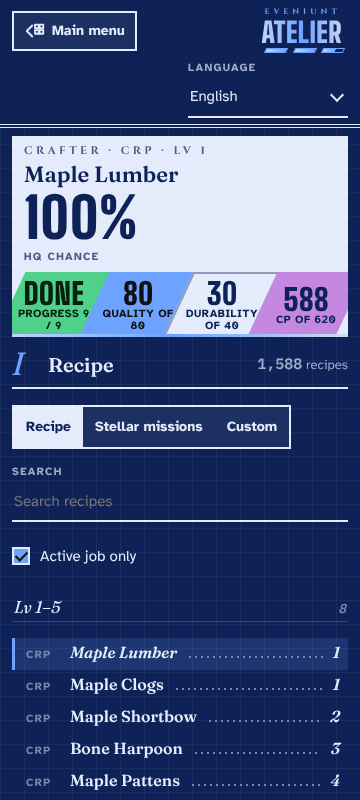 Main menu
EVENIUNT
ATELIER
LANGUAGE
English
CRAFTER · CRP · LV 1
Maple Lumber
100%
HQ CHANCE
DONE
PROGRESS 9 / 9
80
QUALITY OF 80
30
DURABILITY OF 40
588
CP OF 620
I Recipe 1,588 recipes
Recipe Stellar missions Custom
SEARCH
Search recipes
Active job only
Lv 1–5 8
CRP Maple Lumber 1
CRP Maple Clogs 1
CRP Maple Shortbow 2
CRP Bone Harpoon 3
CRP Maple Pattens 4